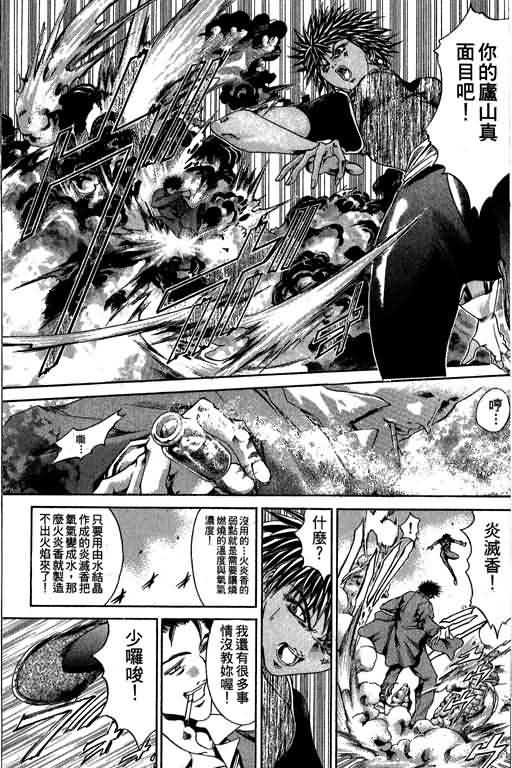 你的廬山真
面目吧！
哼…
嘶…
炎滅香！
什麼？
沒用的…火炎香的
弱點就是需要讓燒
燃燒的溫度與氧氣
濃度！
只要用由水結晶
作成的炎滅香把
氧氣變成水，那
麼火炎香就製造
不出火焰來了！
我還有很多事
情沒教妳喔！
少囉唆！